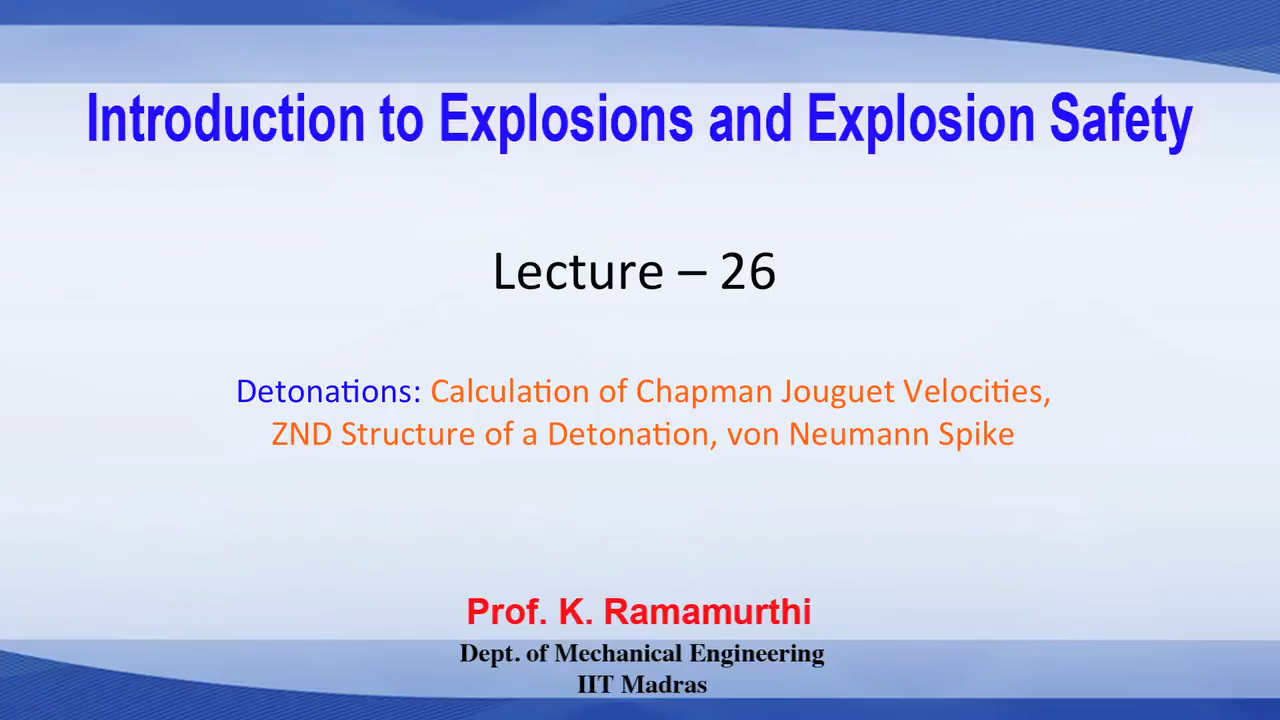 Introduction to Explosions and Explosion Safety
Lecture – 26
Detonations: Calculation of Chapman Jouguet Velocities,
ZND Structure of a Detonation, von Neumann Spike
Prof. K. Ramamurthi
Dept. of Mechanical Engineering
IIT Madras